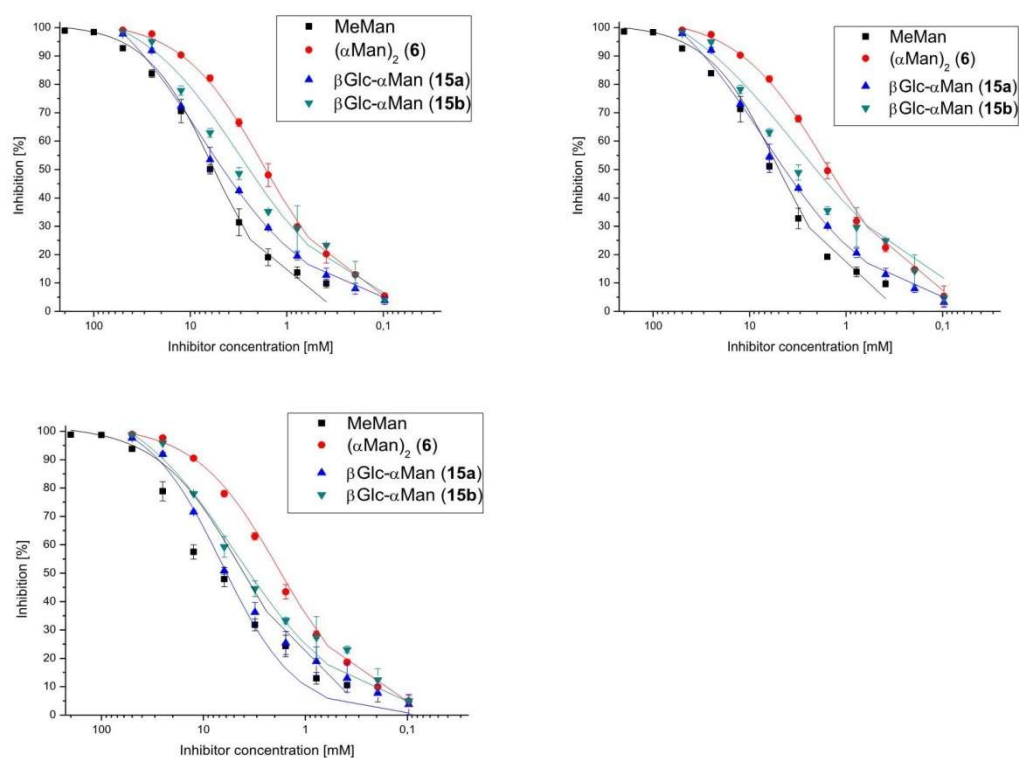 100
90
80
70
60
50
40
30
20
10
0
Inhibition [%]
100 10 1 0,1
Inhibitor concentration [mM]
MeMan
(αMan)2 (6)
βGlc-αMan (15a)
βGlc-αMan (15b)
100
90
80
70
60
50
40
30
20
10
0
Inhibition [%]
100 10 1 0,1
Inhibitor concentration [mM]
MeMan
(αMan)2 (6)
βGlc-αMan (15a)
βGlc-αMan (15b)
100
90
80
70
60
50
40
30
20
10
0
Inhibition [%]
100 10 1 0,1
Inhibitor concentration [mM]
MeMan
(αMan)2 (6)
βGlc-αMan (15a)
βGlc-αMan (15b)